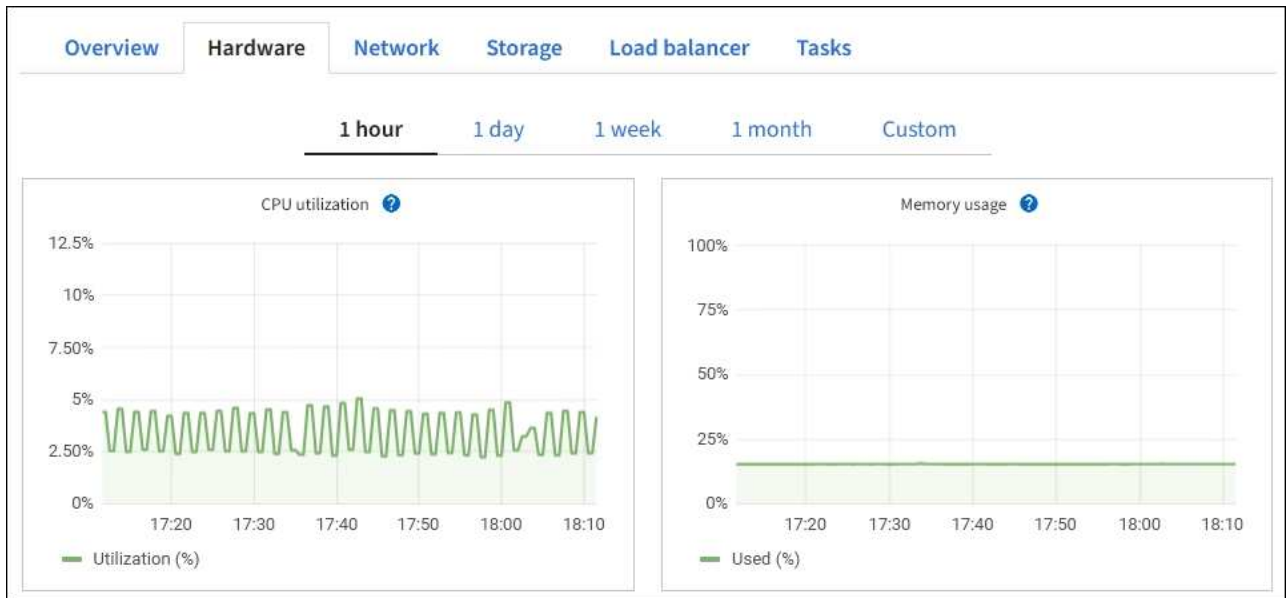 Overview Hardware Network Storage Load balancer Tasks
1 hour 1 day 1 week 1 month Custom
CPU utilization ?
12.5%
10%
7.50%
5%
2.50%
0%
17:20 17:30 17:40 17:50 18:00 18:10
Utilization (%)
Memory usage ?
100%
75%
50%
25%
0%
17:20 17:30 17:40 17:50 18:00 18:10
Used (%)